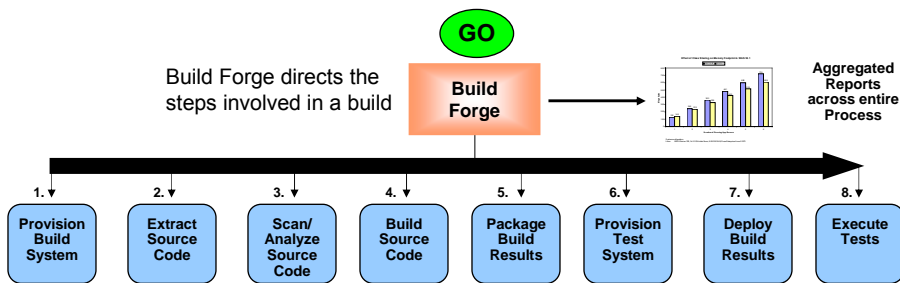 GO
Build Forge directs the
steps involved in a build
Build
Forge
Aggregated
Reports
across entire
Process
1.
2.
3.
4.
5.
6.
7.
8.
Provision
Build
System
Extract
Source
Code
Scan/
Analyze
Source Code
Build
Source
Code
Package
Build
Results
Provision
Test
System
Deploy
Build
Results
Execute
Tests